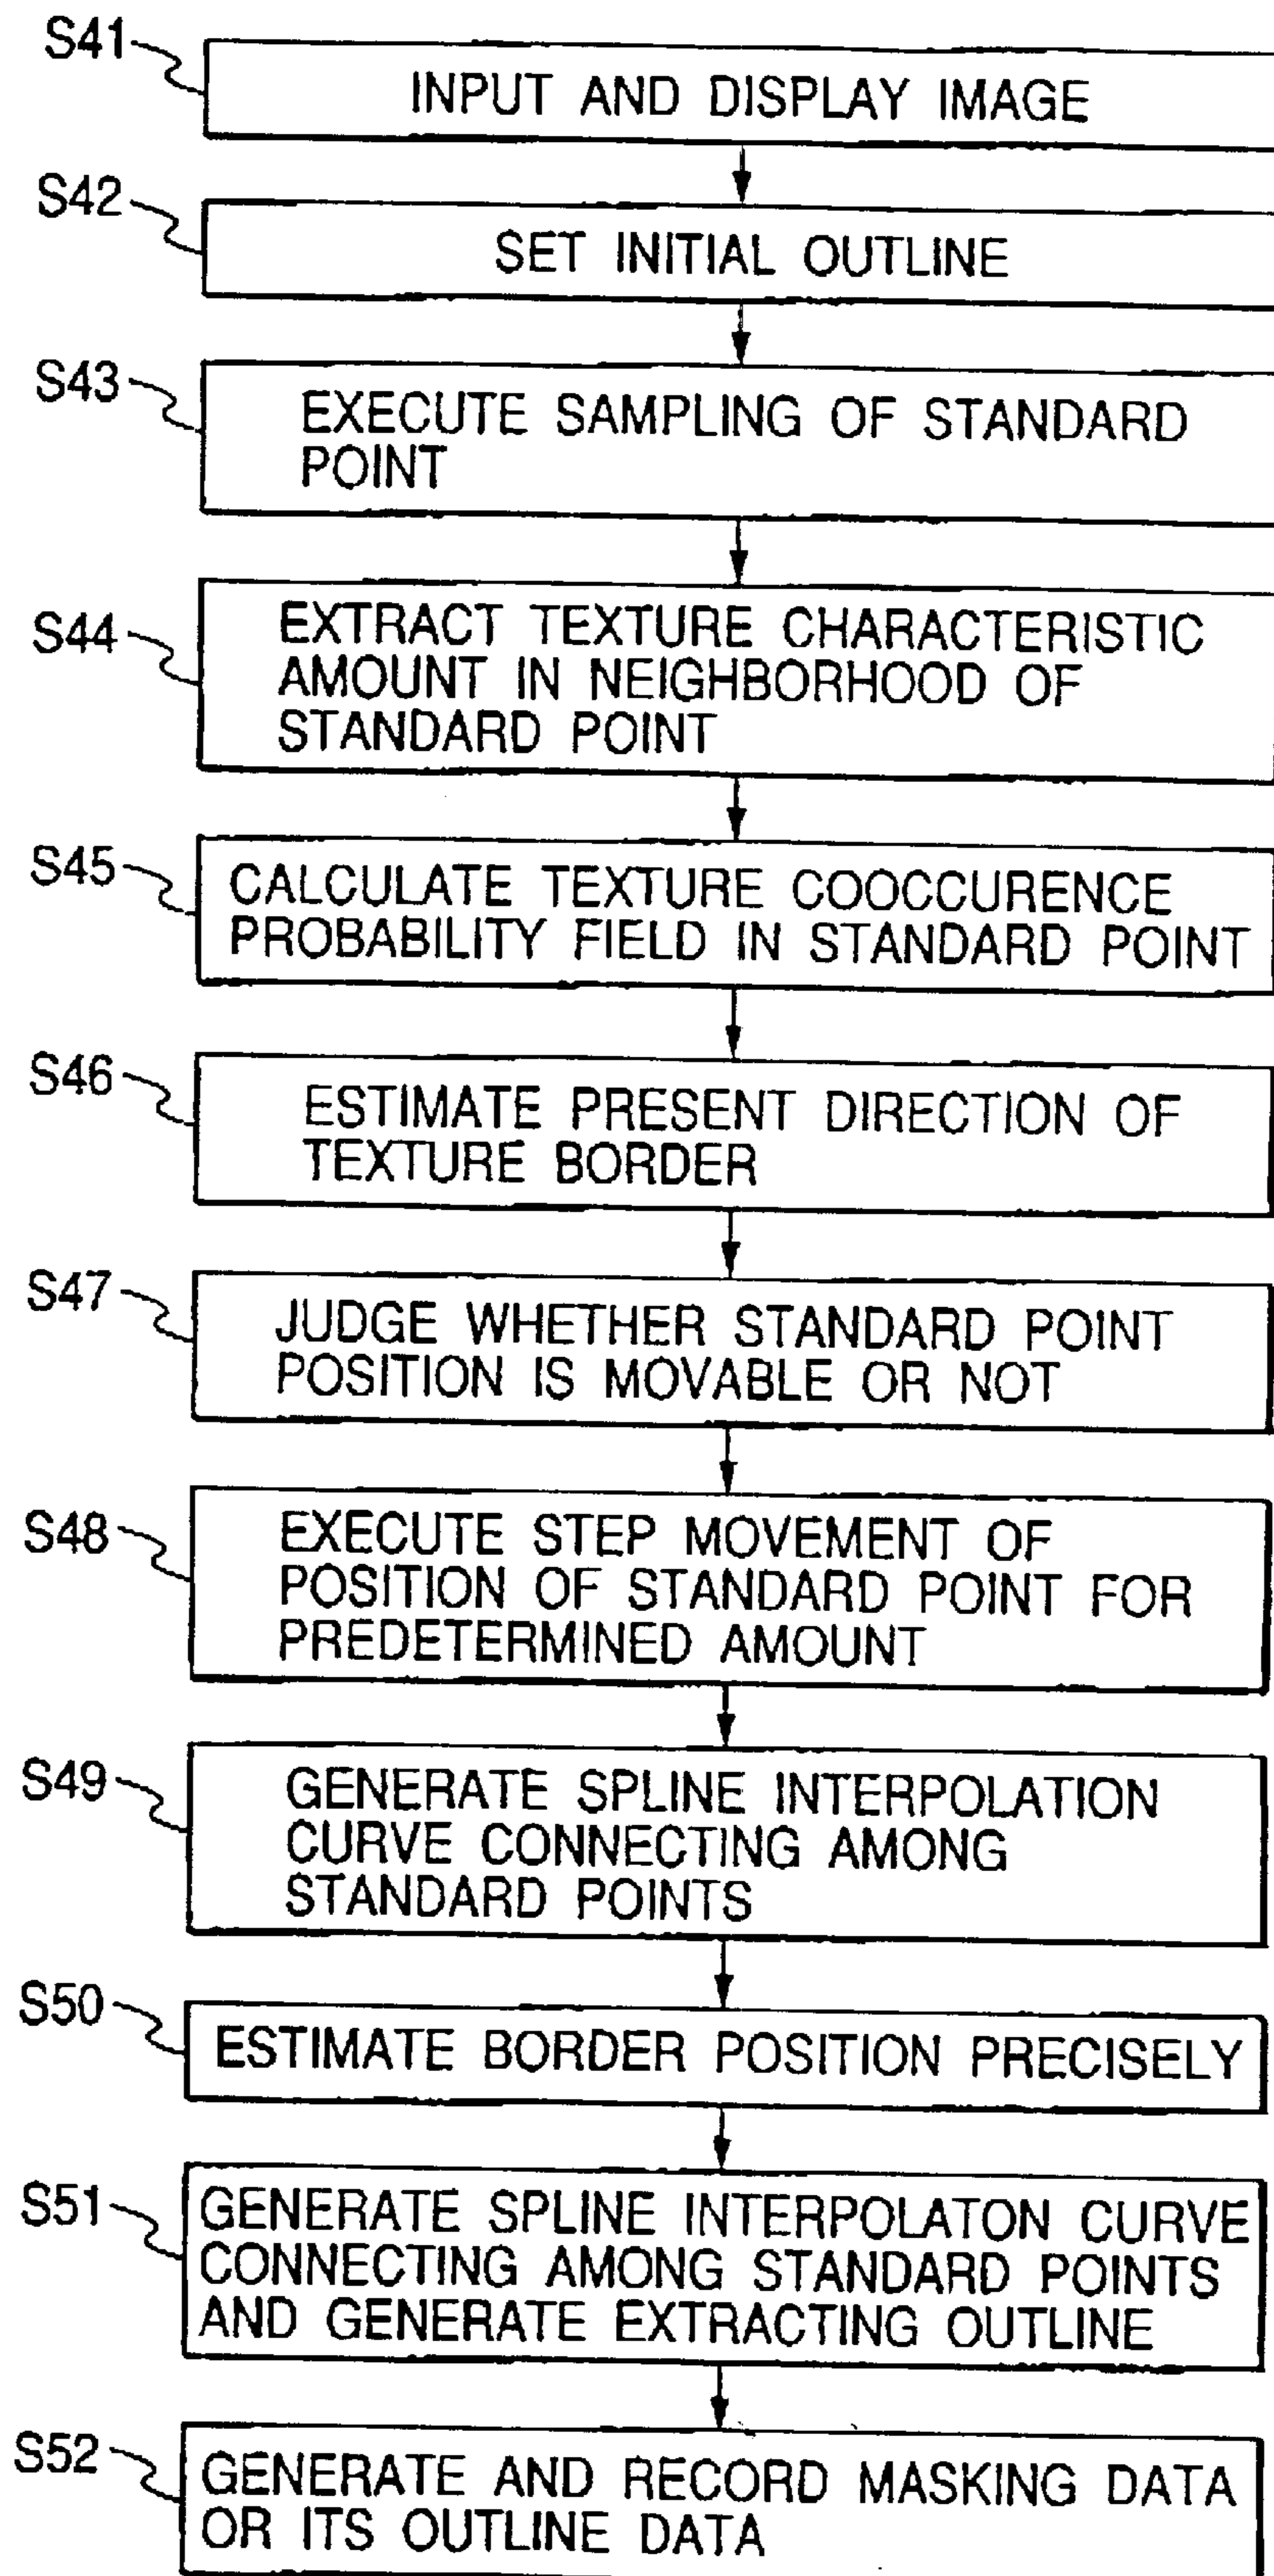 S41
INPUT AND DISPLAY IMAGE
S42
SET INITIAL OUTLINE
S43
EXECUTE SAMPLING OF STANDARD
POINT
S44
EXTRACT TEXTURE CHARACTERISTIC
AMOUNT IN NEIGHBORHOOD OF
STANDARD POINT
S45
CALCULATE TEXTURE COOCCURENCE
PROBABILITY FIELD IN STANDARD POINT
S46
ESTIMATE PRESENT DIRECTION OF
TEXTURE BORDER
S47
JUDGE WHETHER STANDARD POINT
POSITION IS MOVABLE OR NOT
S48
EXECUTE STEP MOVEMENT OF
POSITION OF STANDARD POINT FOR
PREDETERMINED AMOUNT
S49
GENERATE SPLINE INTERPOLATION
CURVE CONNECTING AMONG
STANDARD POINTS
S50
ESTIMATE BORDER POSITION PRECISELY
S51
GENERATE SPLINE INTERPOLATON CURVE
CONNECTING AMONG STANDARD POINTS
AND GENERATE EXTRACTING OUTLINE
S52
GENERATE AND RECORD MASKING DATA
OR ITS OUTLINE DATA